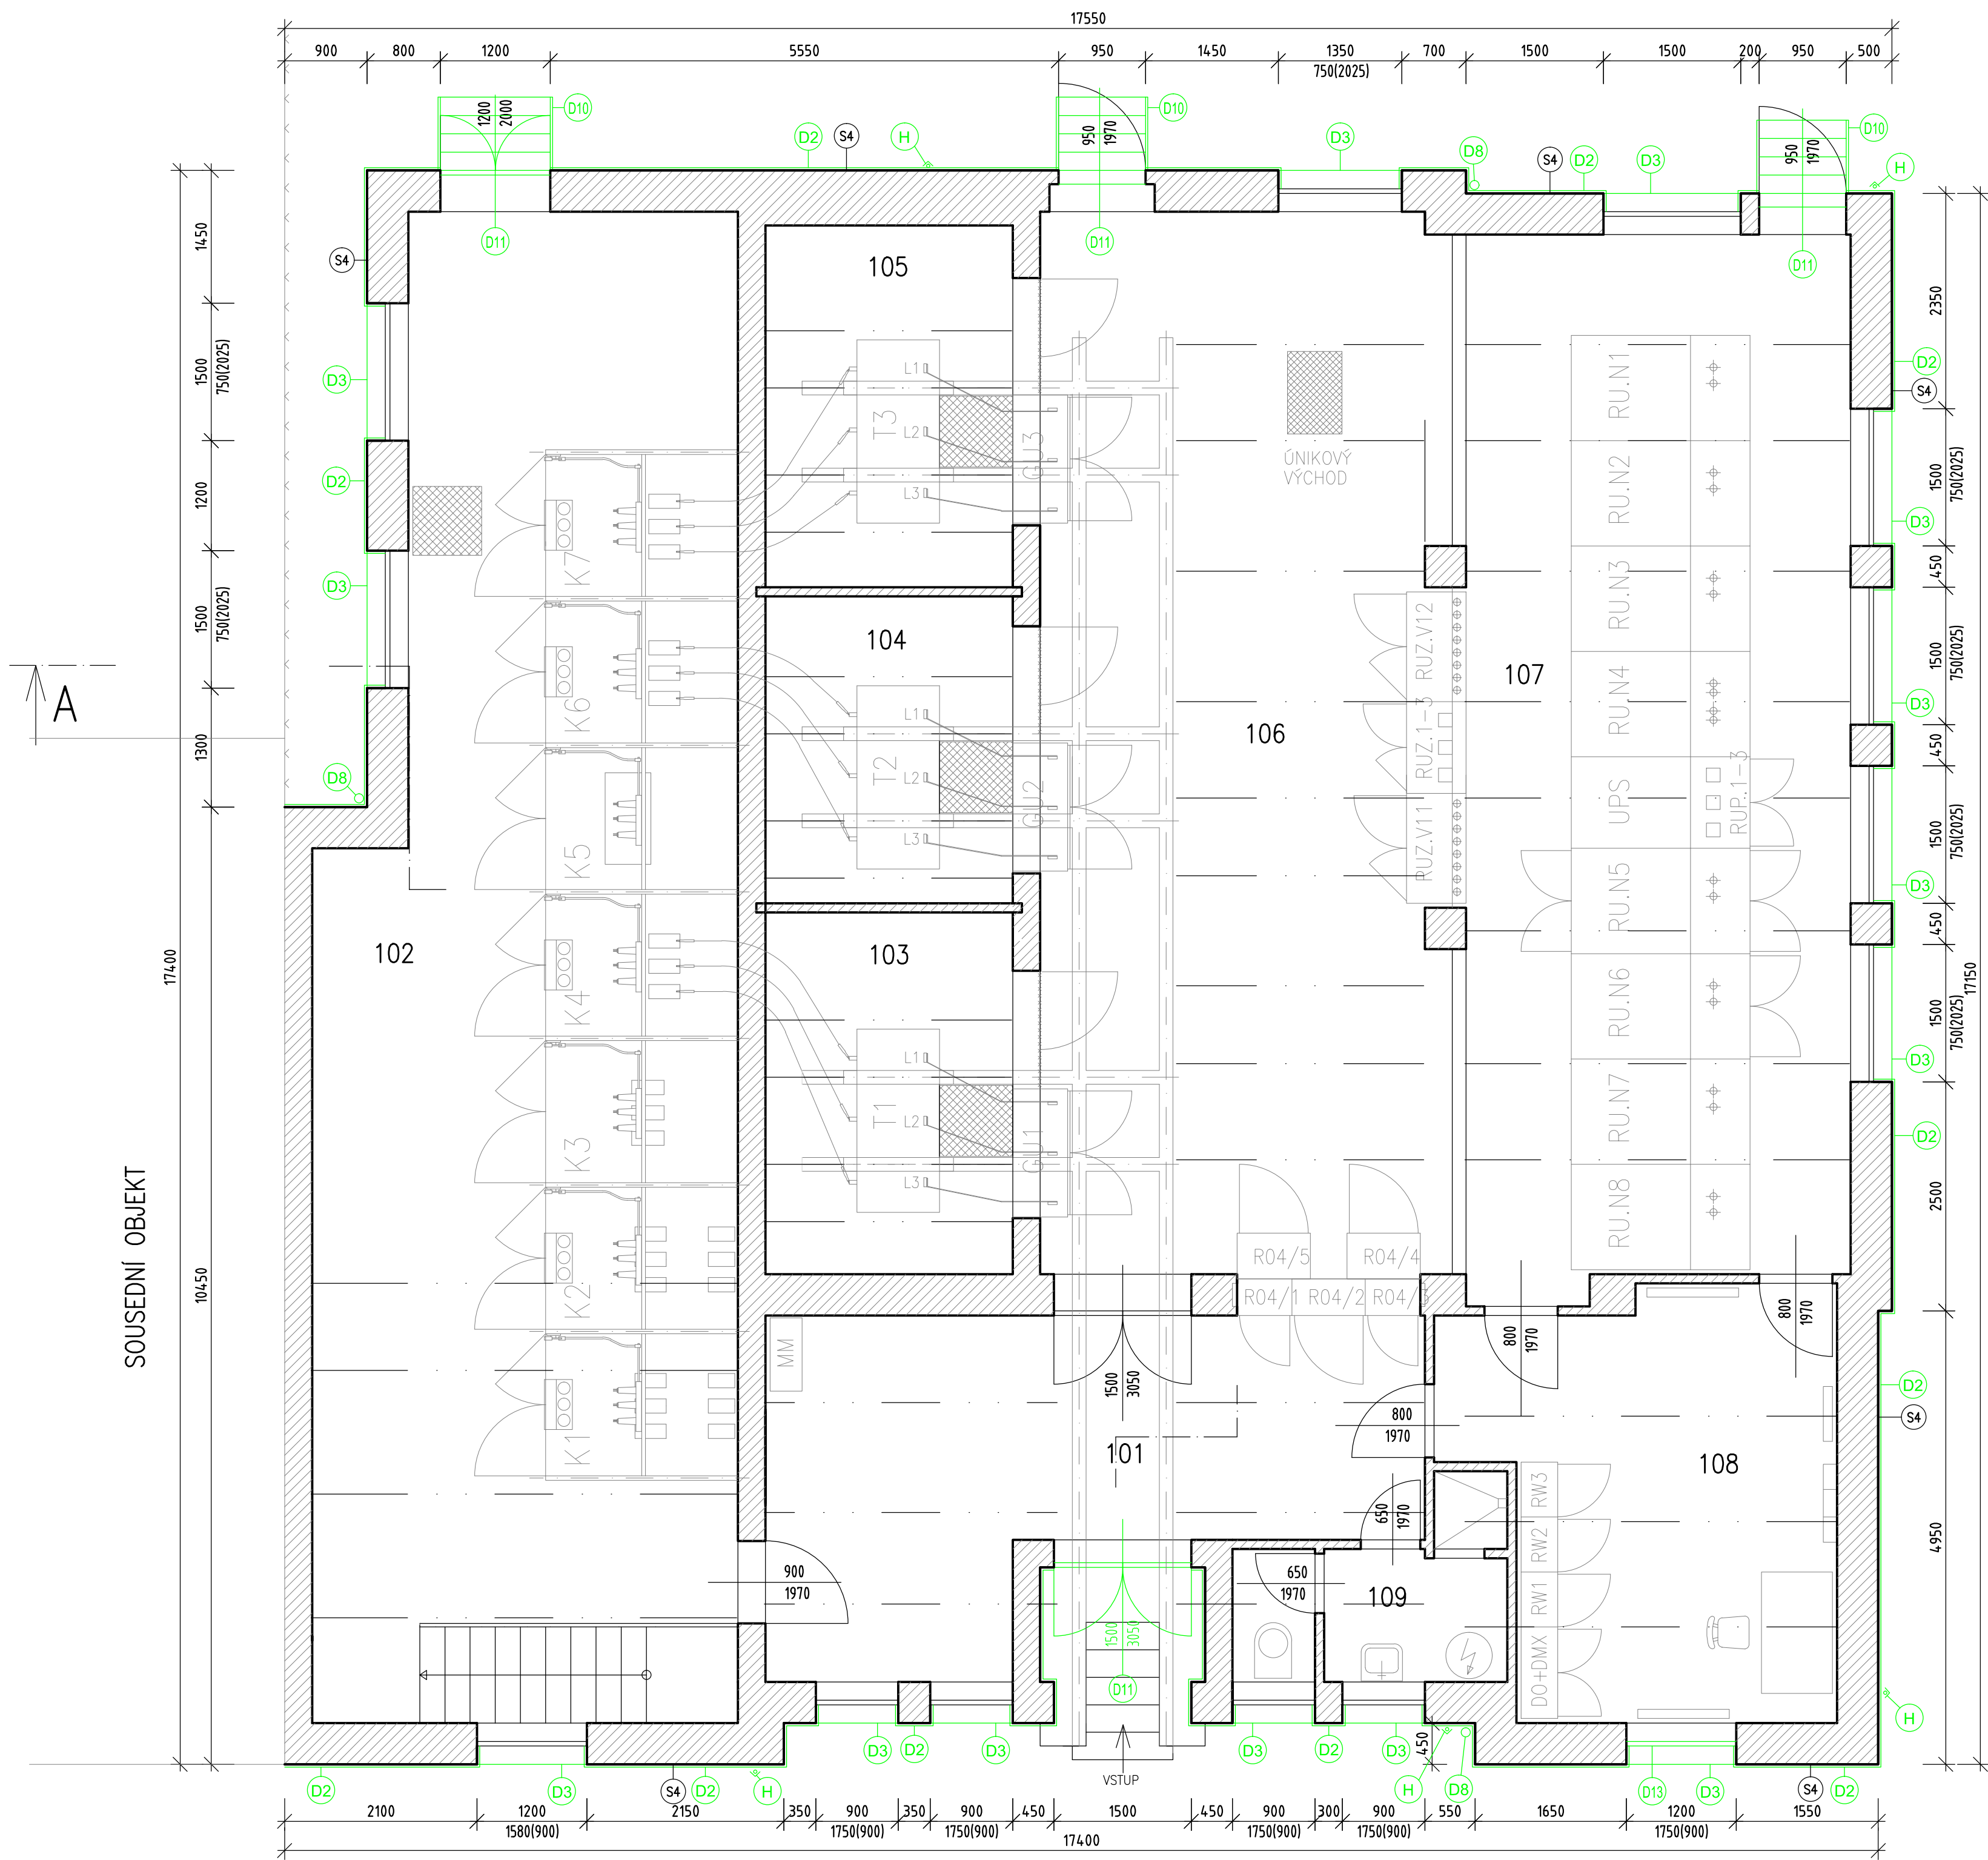 17550
900 800 1200 5550 950 1450 1350 700 1500 1500 200 950 500
750(2025)
1200
2000
D10
D2
S4
H
950
1970
D10
D3
D8
S4
D2
D3
950
1970
D10
H
D11
D11
D11
S4
1450
105
2350
D3
1500
750(2025)
L1
T3
L2
GU3
L3
ÚNIKOVÝ
VÝCHOD
RU.N1
D2
S4
D2
1200
K7
RU.N2
1500
750(2025)
D3
D3
1500
750(2025)
104
RUZ.V12
RU.N3
450
A
K6
L1
T2
L2
GU2
L3
106
RUZ.1-3
107
RU.N4
1500
750(2025)
D3
1300
D8
K5
RUZ.V11
UPS
RUP.1-3
450
1500
750(2025)
D3
RU.N5
102
103
450
17400
K4
RU.N6
17150
1500
750(2025)
D3
L1
T1
L2
GU1
L3
K3
RU.N7
D2
SOUSEDNÍ OBJEKT
10450
RU.N8
2500
R04/5
R04/4
K2
R04/1
R04/2
MM
1500
3050
800
1970
800
1970
D2
S4
800
1970
K1
101
108
650
1970
RW3
RW2
RW1
DO+DMX
4950
900
1970
650
1970
109
1500
3050
D11
H
D3
D2
D3
VSTUP
D3
D2
D3
450
D2
D3
S4
D2
H
H
D8
D13
D3
S4
D2
2100 1200 2150 350 900 350 900 450 1500 450 900 300 900 550 1650 1200 1550
1580(900) 1750(900) 1750(900) 1750(900) 1750(900) 1750(900)
17400